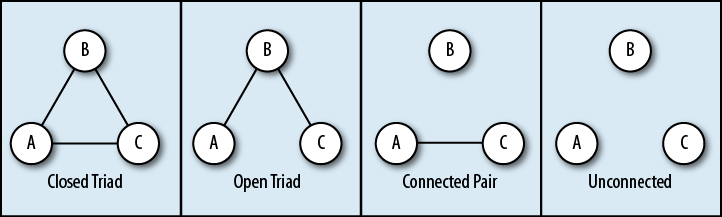 B
A
C
Closed Triad
B
A
C
Open Triad
B
A
C
Connected Pair
B
A
C
Unconnected